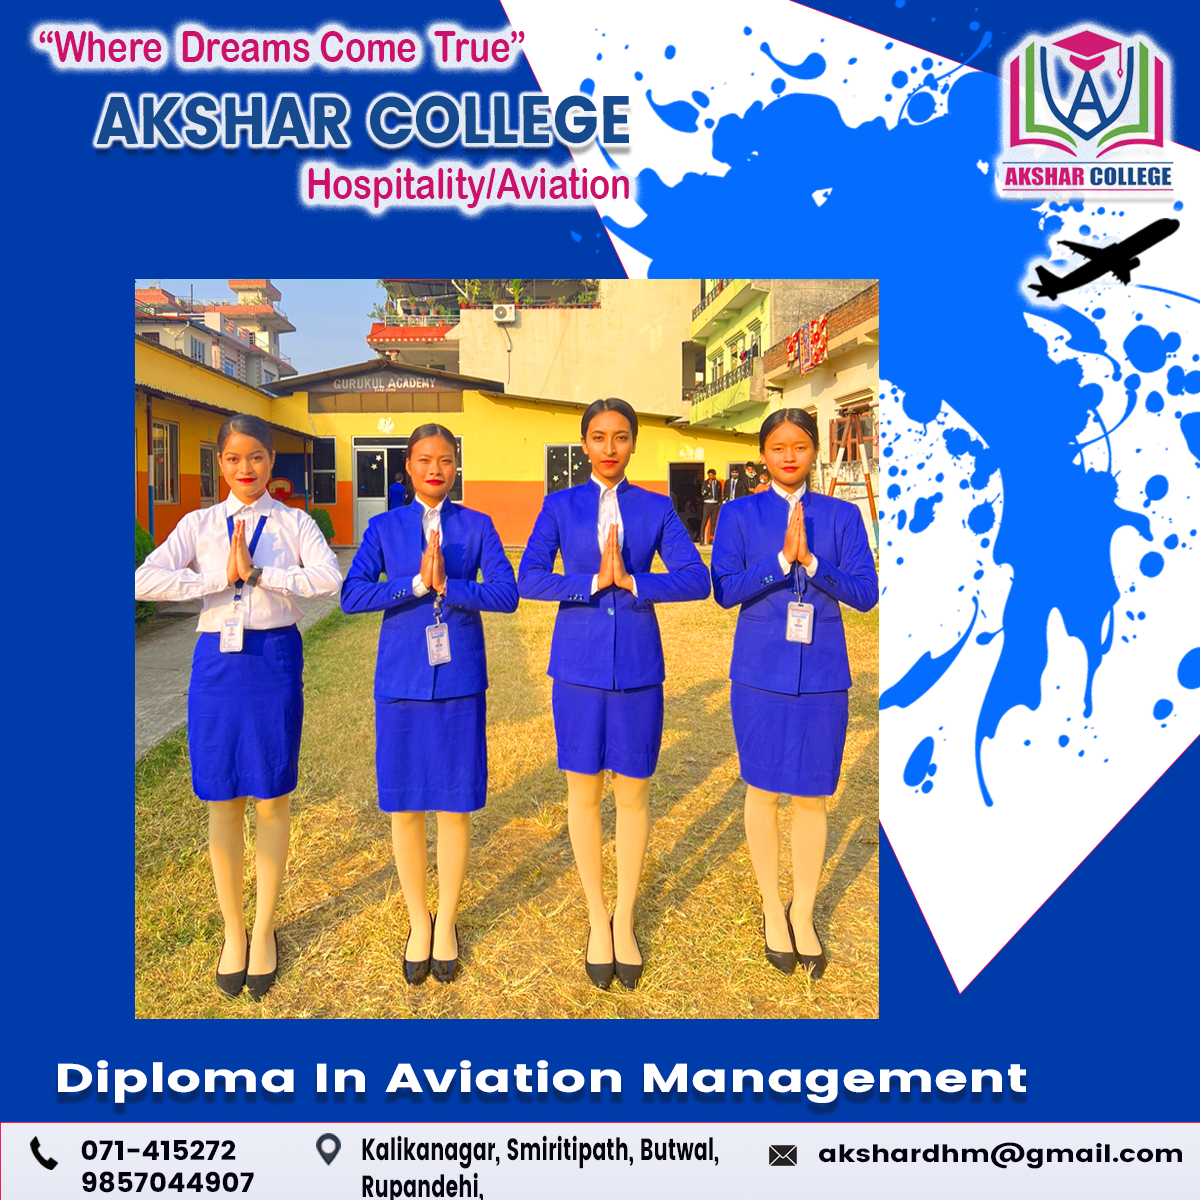 “Where Dreams Come True”
AKSHAR COLLEGE
Hospitality/Aviation
A
AKSHAR COLLEGE
GURUKUL ACADEMY
Diploma In Aviation Management
071-415272
9857044907
Kalikanagar, Smiritipath, Butwal,
Rupandehi,
akshardhm@gmail.com